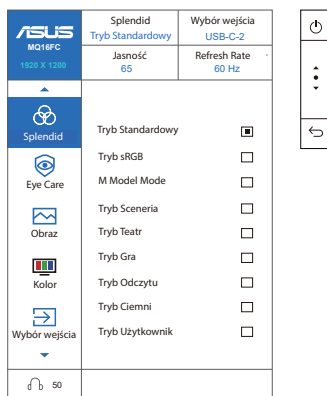 ASUS
MQ16FC
1920 X 1200
Splendid
Tryb Standardowy
Wybór wejścia
USB-C-2
Jasność
65
Refresh Rate
60 Hz
Splendid
Eye Care
Obraz
Kolor
Wybór wejścia
50
Tryb Standardowy
Tryb sRGB
M Model Mode
Tryb Sceneria
Tryb Teatr
Tryb Gra
Tryb Odczytu
Tryb Ciemni
Tryb Użytkownik